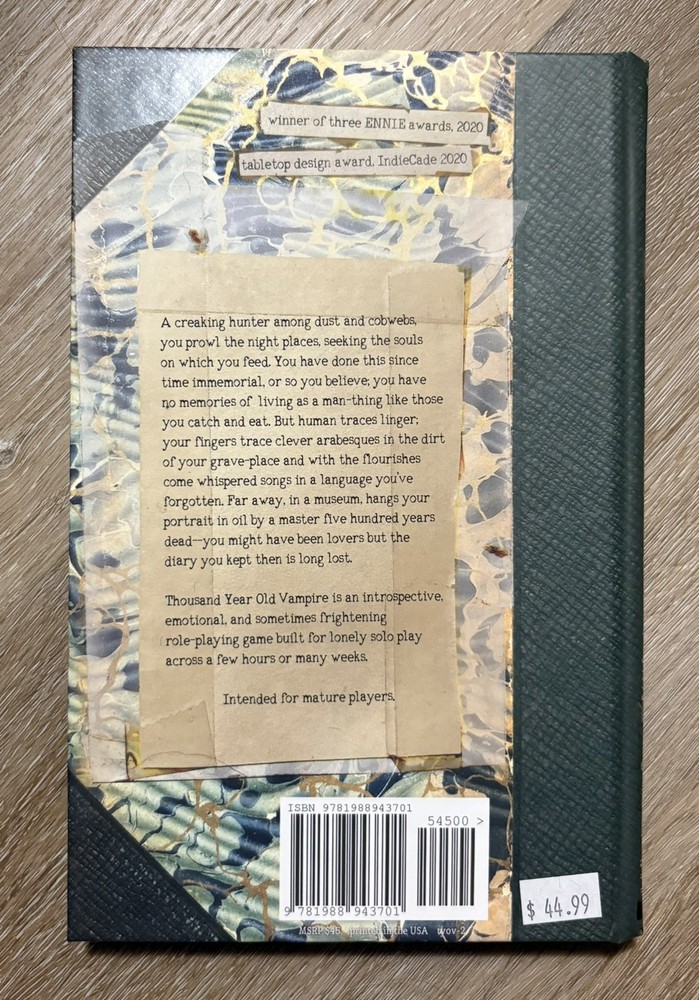 winner of three ENNIE awards, 2020
tabletop design award, IndieCade 2020
A creaking hunter among dust and cobwebs,
you prowl the night places, seeking the souls
on which you feed. You have done this since
time immemorial, or so you believe; you have
no memories of living as a man-thing like those
you catch and eat. But human traces linger;
your fingers trace clever arabesques in the dirt
of your grave-place and with the flourishes
come whispered songs in a language you've
forgotten. Far away, in a museum, hangs your
portrait in oil by a master five hundred years
dead--you might have been lovers but the
diary you kept then is long lost.
Thousand Year Old Vampire is an introspective,
emotional, and sometimes frightening
role-playing game built for lonely solo play
across a few hours or many weeks.
Intended for mature players.
ISBN 9781988943701
54500 >
9 781988 943701
MSRP $45 printed in the USA
$ 44.99